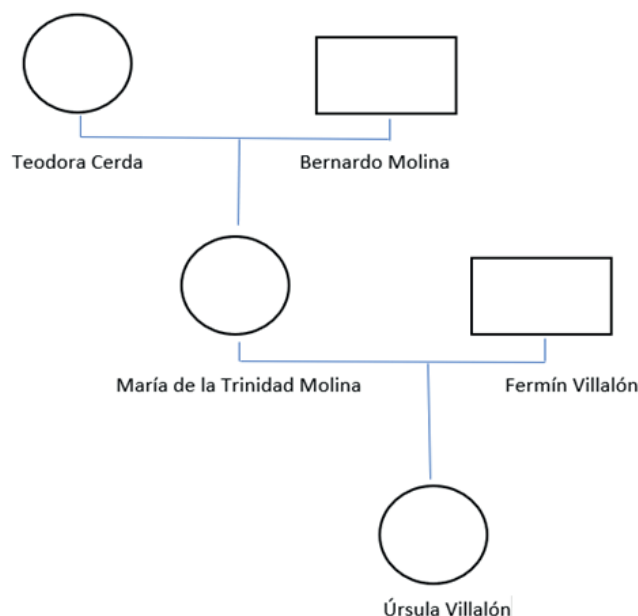 Teodora Cerda
Bernardo Molina
María de la Trinidad Molina
Fermín Villalón
Úrsula Villalón